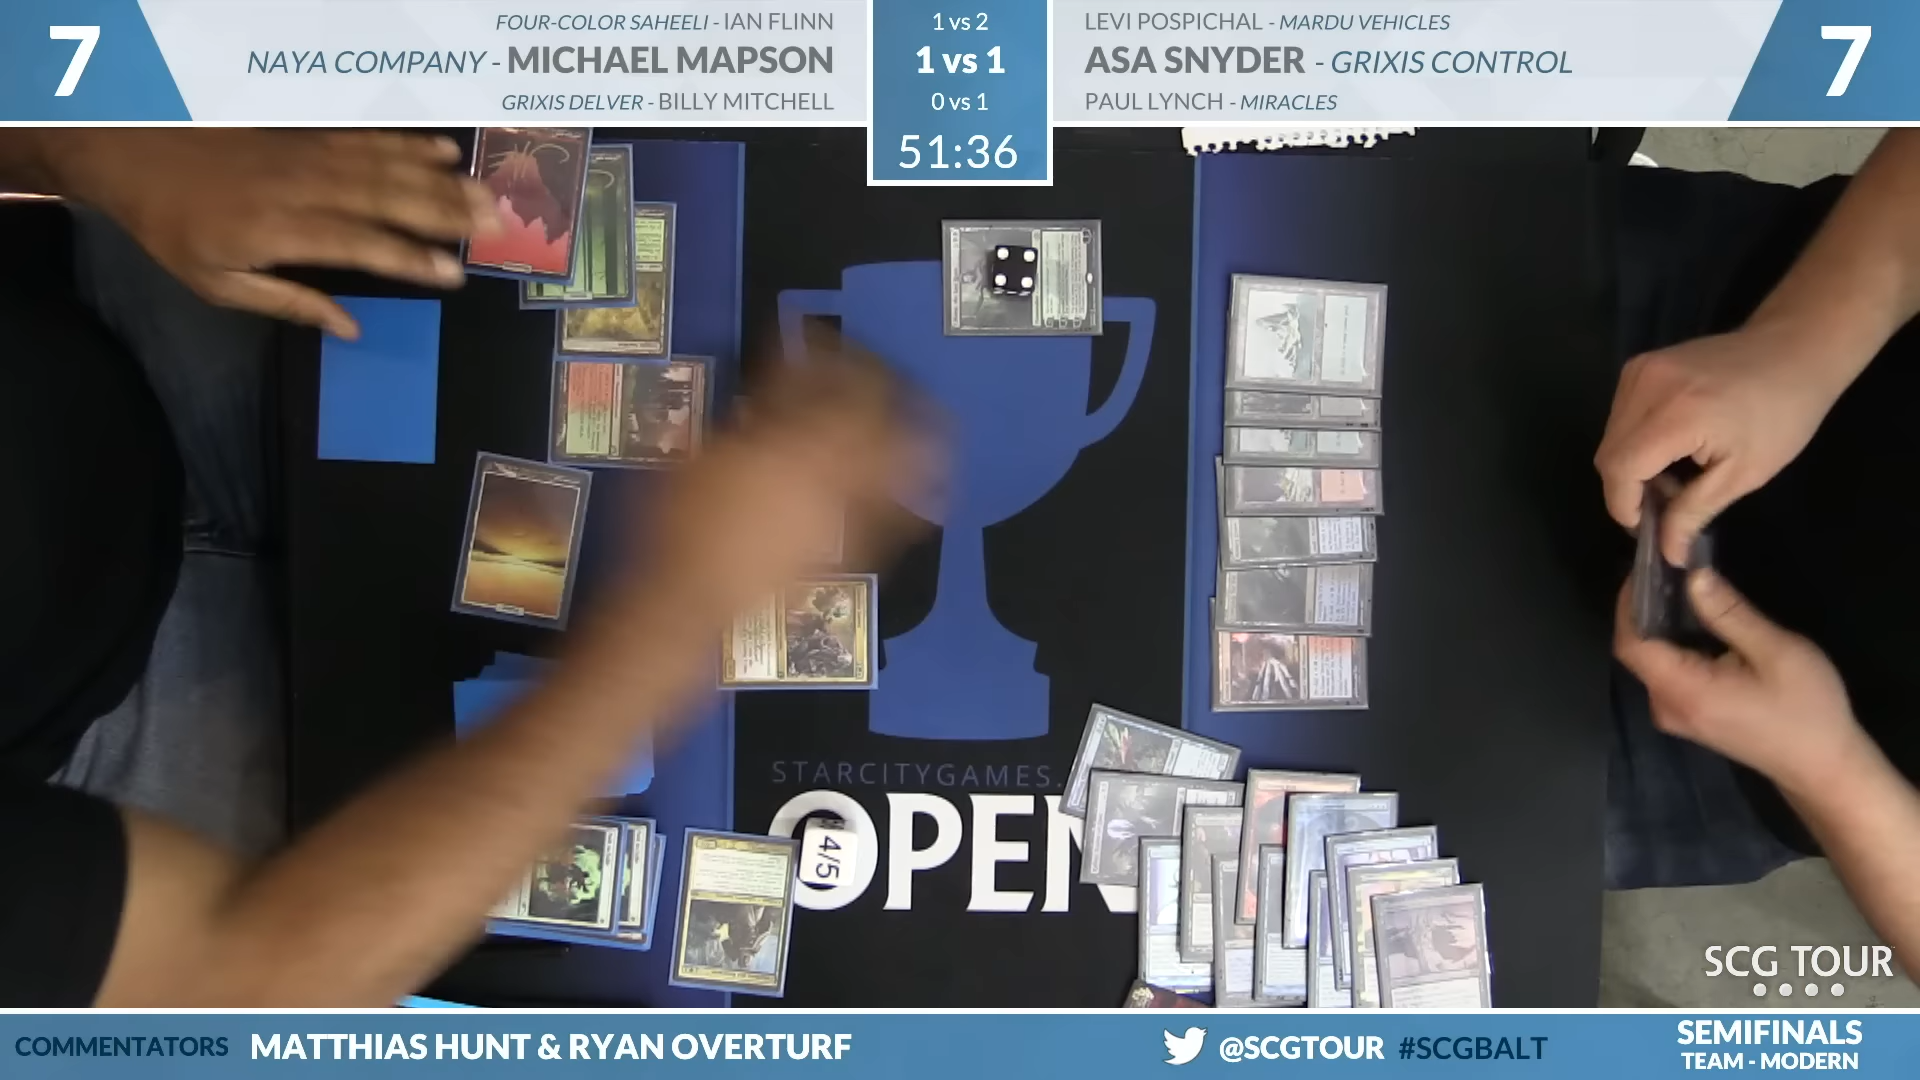 7
FOUR-COLOR SAHEELI - IAN FLINN
NAYA COMPANY - MICHAEL MAPSON
GRIXIS DELVER - BILLY MITCHELL
1 vs 2
1 vs 1
0 vs 1
51:36
LEVI POSPICHAL - MARDU VEHICLES
ASA SNYDER - GRIXIS CONTROL
PAUL LYNCH - MIRACLES
7
STARCITYGAMES.
OPEN
4/5
SCG TOUR
COMMENTATORS MATTHIAS HUNT & RYAN OVERTURF
@SCGTOUR #SCGBALT
SEMIFINALS
TEAM - MODERN